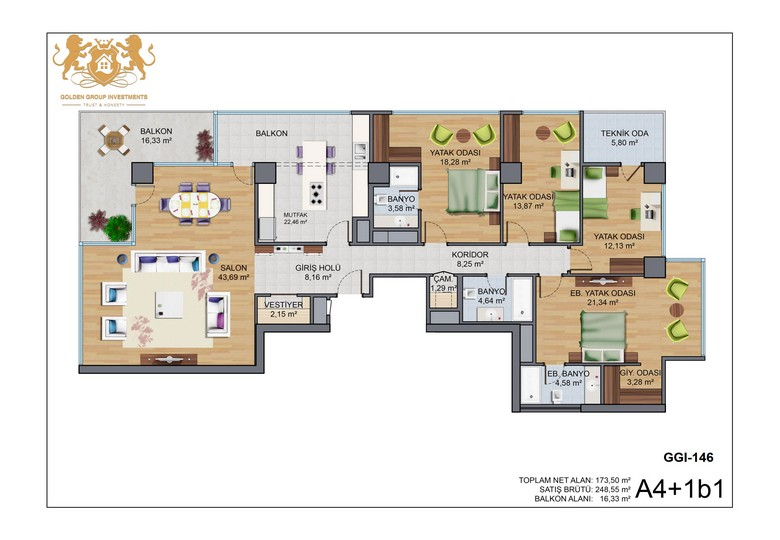 GOLDEN GROUP INVESTMENTS
TRUST & HONESTY
BALKON
16,33 m²
BALKON
MUTFAK
22,46 m²
YATAK ODASI
18,28 m²
BANYO
3,58 m²
YATAK ODASI
13,87 m²
TEKNİK ODA
5,80 m²
YATAK ODASI
12,13 m²
SALON
43,69 m²
GİRİŞ HOLÜ
8,16 m²
KORİDOR
8,25 m²
ÇAM.
1,29 m²
BANYO
4,64 m²
VESTİYER
2,15 m²
EB. YATAK ODASI
21,34 m²
EB. BANYO
4,58 m²
GİY. ODASI
3,28 m²
GGI-146
TOPLAM NET ALAN: 173,50 m²
SATIŞ BRÜTÜ: 248,55 m²
BALKON ALANI: 16,33 m²
A4+1b1